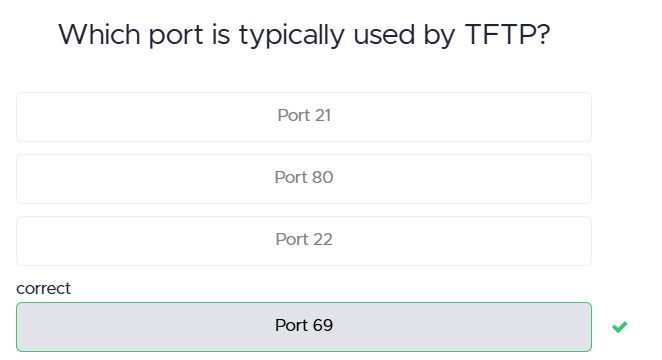 Which port is typically used by TFTP?
Port 21
Port 80
Port 22
correct
Port 69